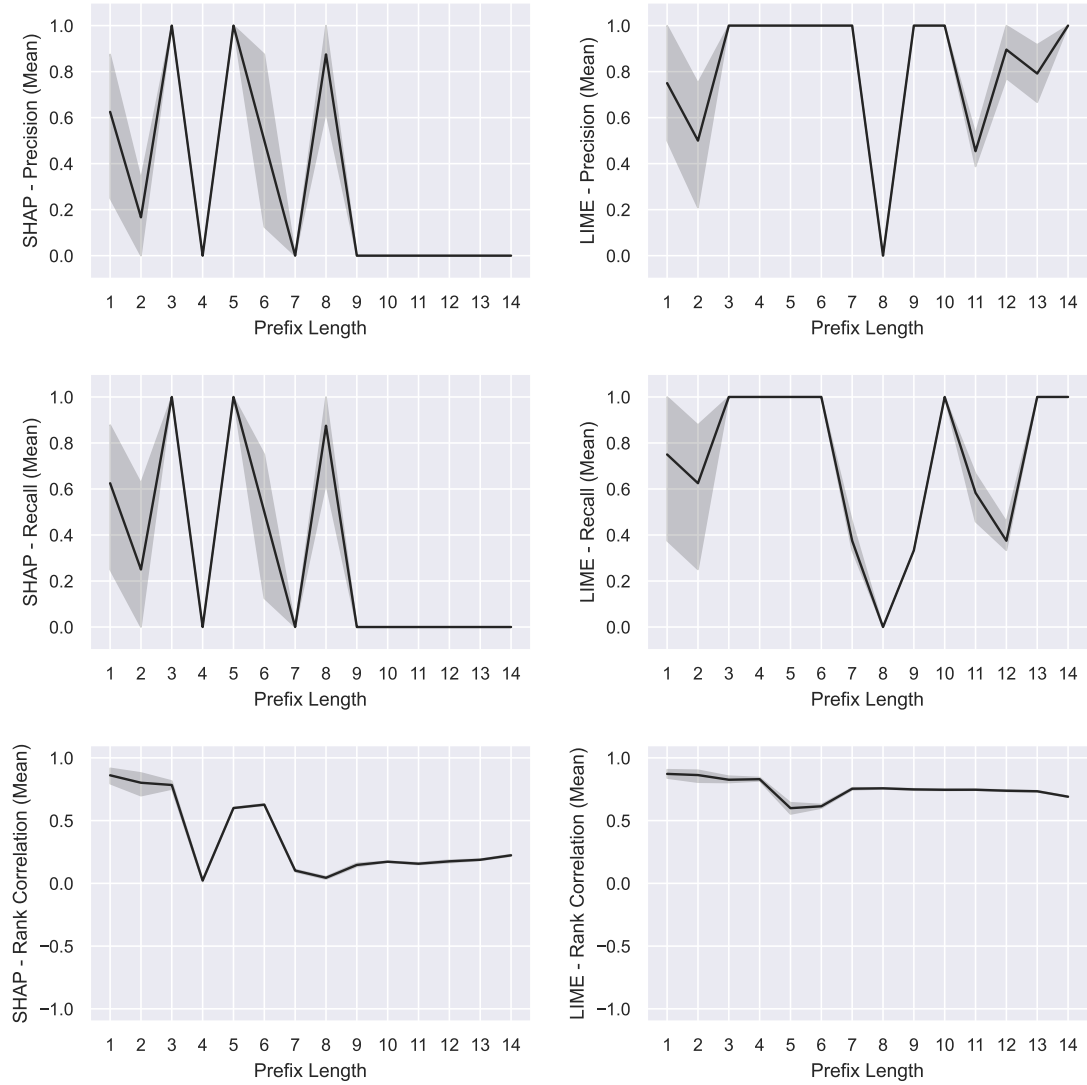 SHAP - Precision (Mean)
1.0
0.8
0.6
0.4
0.2
0.0
1 2 3 4 5 6 7 8 9 10 11 12 13 14
Prefix Length
LIME - Precision (Mean)
1.0
0.8
0.6
0.4
0.2
0.0
1 2 3 4 5 6 7 8 9 10 11 12 13 14
Prefix Length
SHAP - Recall (Mean)
1.0
0.8
0.6
0.4
0.2
0.0
1 2 3 4 5 6 7 8 9 10 11 12 13 14
Prefix Length
LIME - Recall (Mean)
1.0
0.8
0.6
0.4
0.2
0.0
1 2 3 4 5 6 7 8 9 10 11 12 13 14
Prefix Length
SHAP - Rank Correlation (Mean)
1.0
0.5
0.0
−0.5
−1.0
1 2 3 4 5 6 7 8 9 10 11 12 13 14
Prefix Length
LIME - Rank Correlation (Mean)
1.0
0.5
0.0
−0.5
−1.0
1 2 3 4 5 6 7 8 9 10 11 12 13 14
Prefix Length